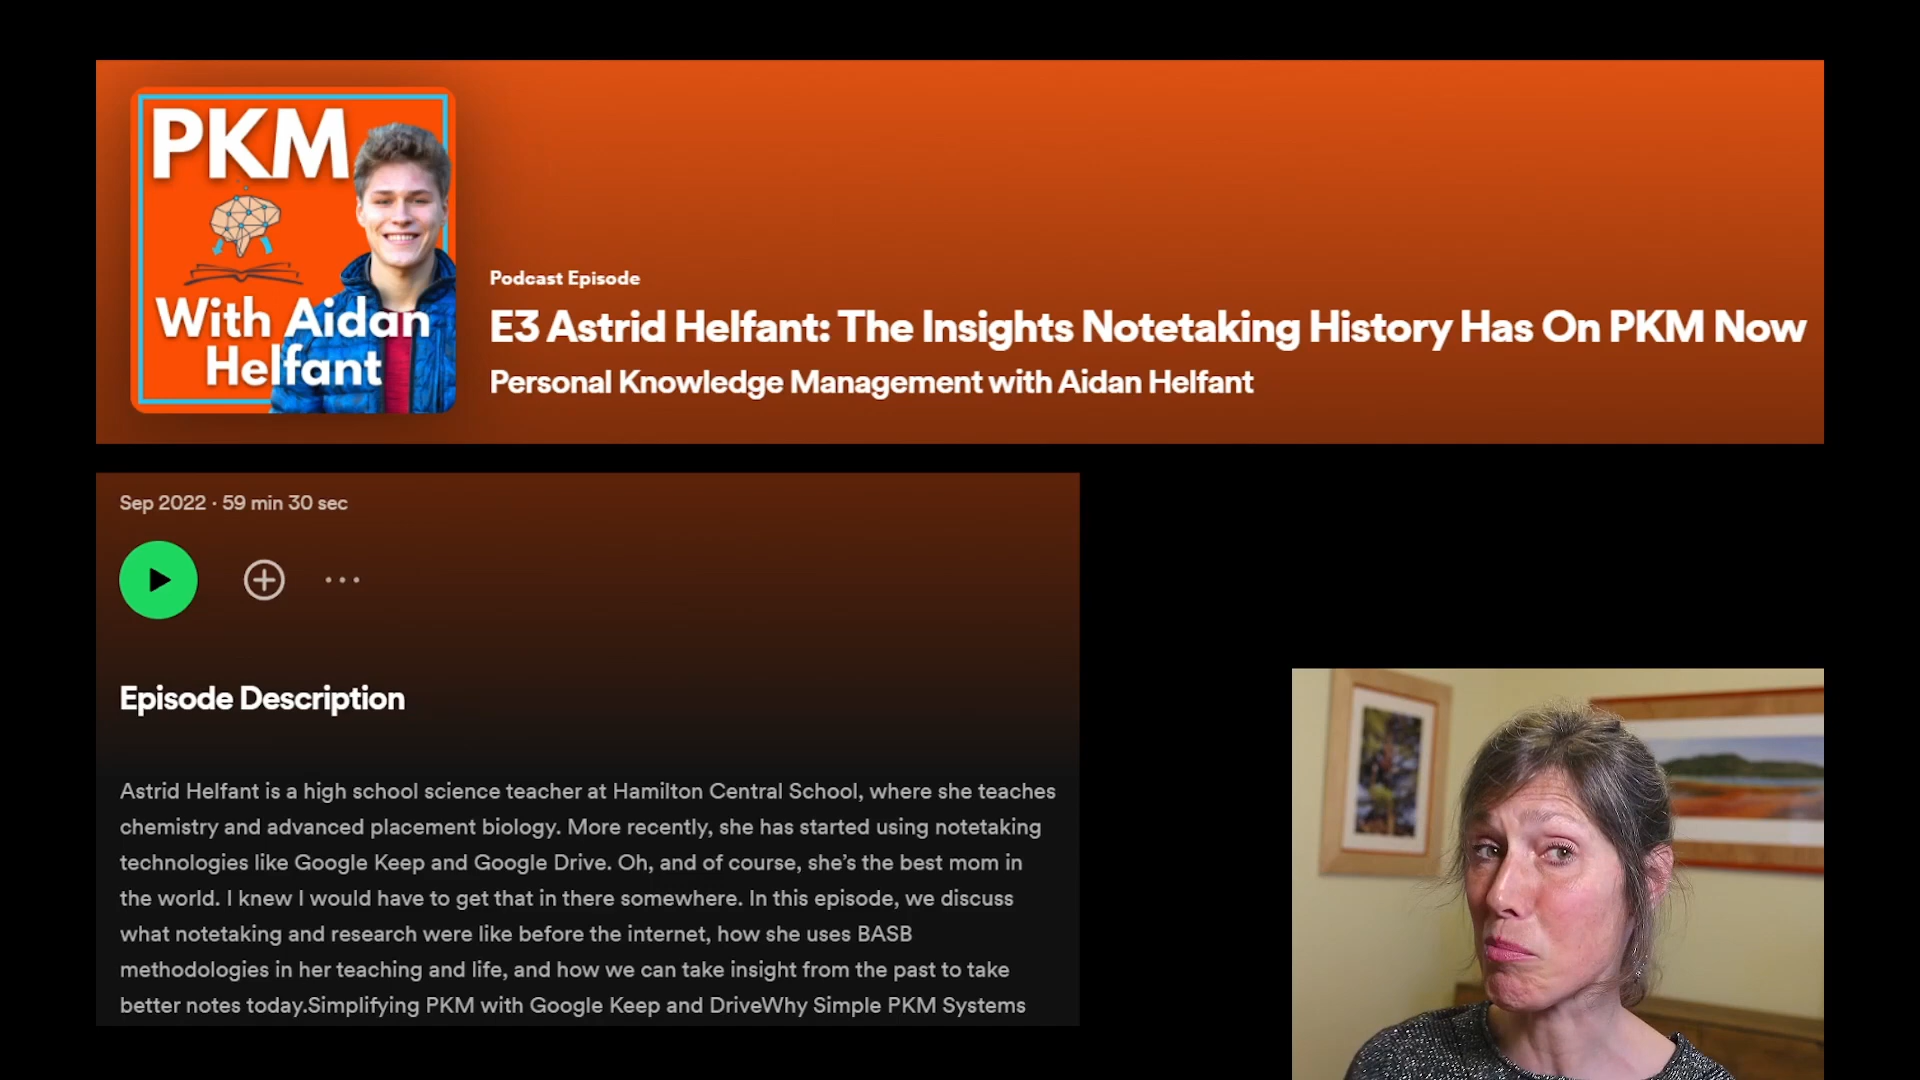 PKM
With Aidan
Helfant
Podcast Episode
E3 Astrid Helfant: The Insights Notetaking History Has On PKM Now
Personal Knowledge Management with Aidan Helfant
Sep 2022 · 59 min 30 sec
Episode Description
Astrid Helfant is a high school science teacher at Hamilton Central School, where she teaches
chemistry and advanced placement biology. More recently, she has started using notetaking
technologies like Google Keep and Google Drive. Oh, and of course, she's the best mom in
the world. I knew I would have to get that in there somewhere. In this episode, we discuss
what notetaking and research were like before the internet, how she uses BASB
methodologies in her teaching and life, and how we can take insight from the past to take
better notes today.Simplifying PKM with Google Keep and DriveWhy Simple PKM Systems